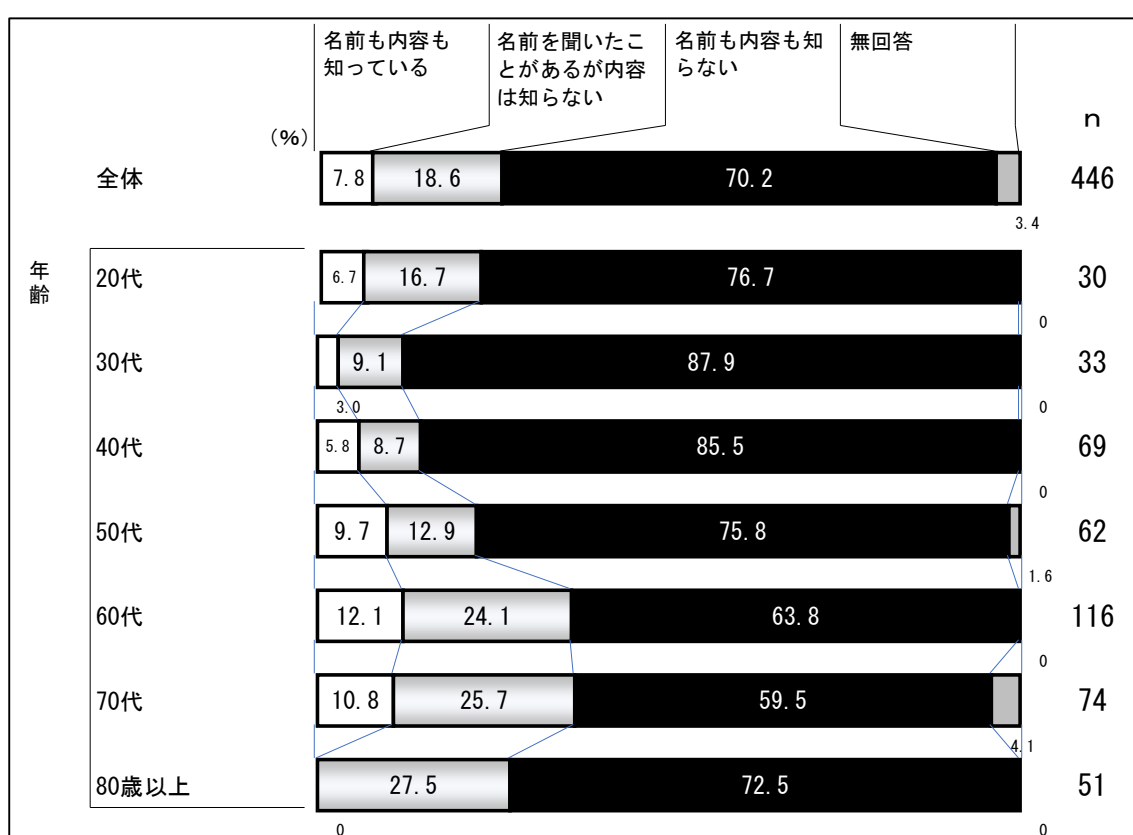 名前も内容も
知っている
名前を聞いたこ
とがあるが内容
は知らない
名前も内容も知
らない
無回答
(%)
n
全体 7.8 18.6 70.2 446
3.4
年齢
20代 6.7 16.7 76.7 30
0
30代 9.1 87.9 33
3.0 0
40代 5.8 8.7 85.5 69
0
50代 9.7 12.9 75.8 62
1.6
60代 12.1 24.1 63.8 116
0
70代 10.8 25.7 59.5 74
4.1
80歳以上 27.5 72.5 51
0 0